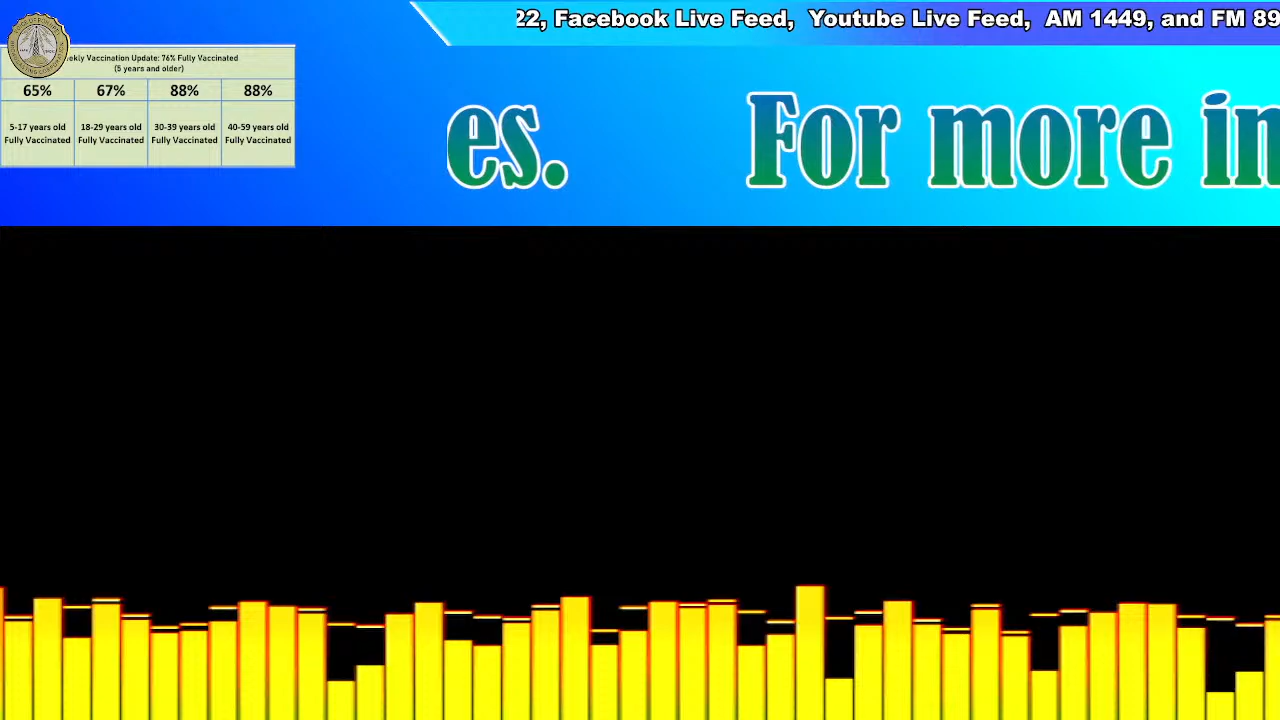 22, Facebook Live Feed, Youtube Live Feed, AM 1449, and FM 89
ekly Vaccination Update: 76% Fully Vaccinated
(5 years and older)
65% 67% 88% 88%
5-17 years old 18-29 years old 30-39 years old 40-59 years old
Fully Vaccinated Fully Vaccinated Fully Vaccinated Fully Vaccinated
es. For more in